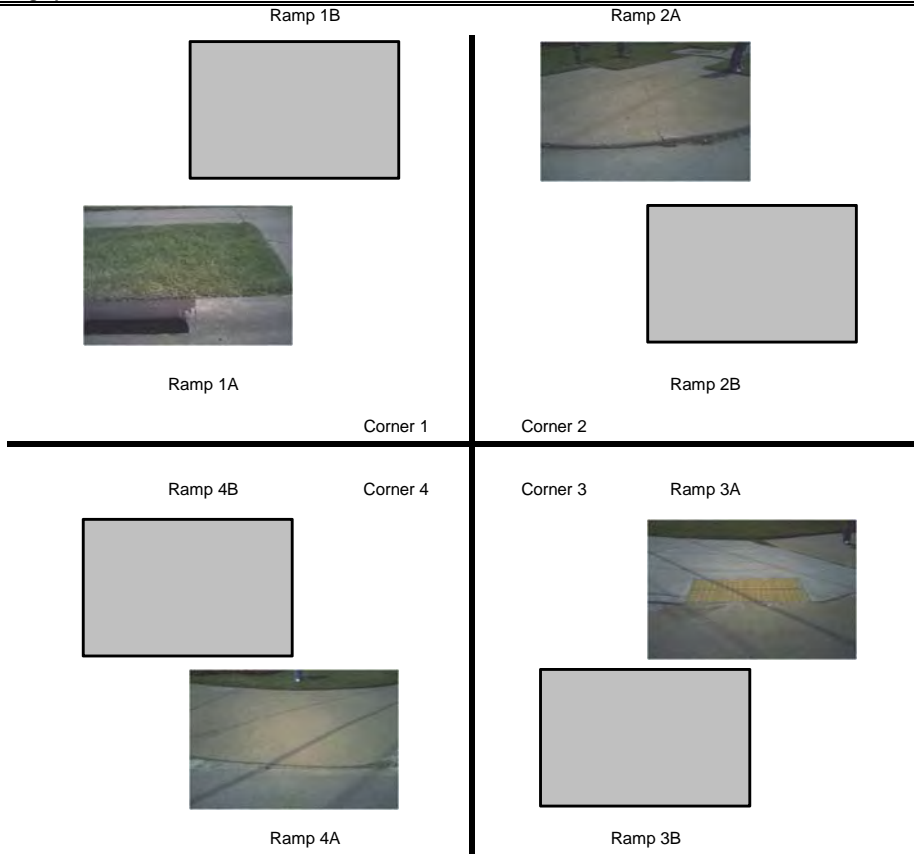 Ramp 1B
Ramp 2A
Ramp 1A
Ramp 2B
Corner 1
Corner 2
Ramp 4B
Corner 4
Corner 3
Ramp 3A
Ramp 4A
Ramp 3B